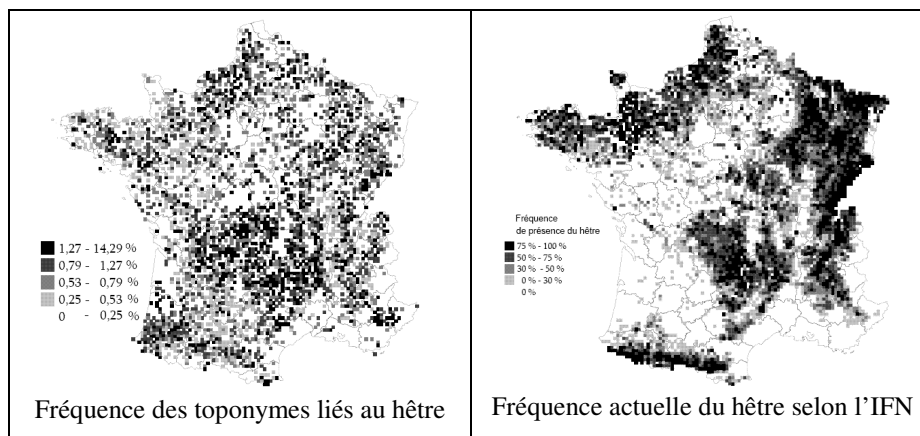 1,27 - 14,29 %
0,79 - 1,27 %
0,53 - 0,79 %
0,25 - 0,53 %
0 - 0,25 %
Fréquence des toponymes liés au hêtre
Fréquence
de présence du hêtre
75 % - 100 %
50 % - 75 %
30 % - 50 %
0 % - 30 %
0 %
Fréquence actuelle du hêtre selon l'IFN